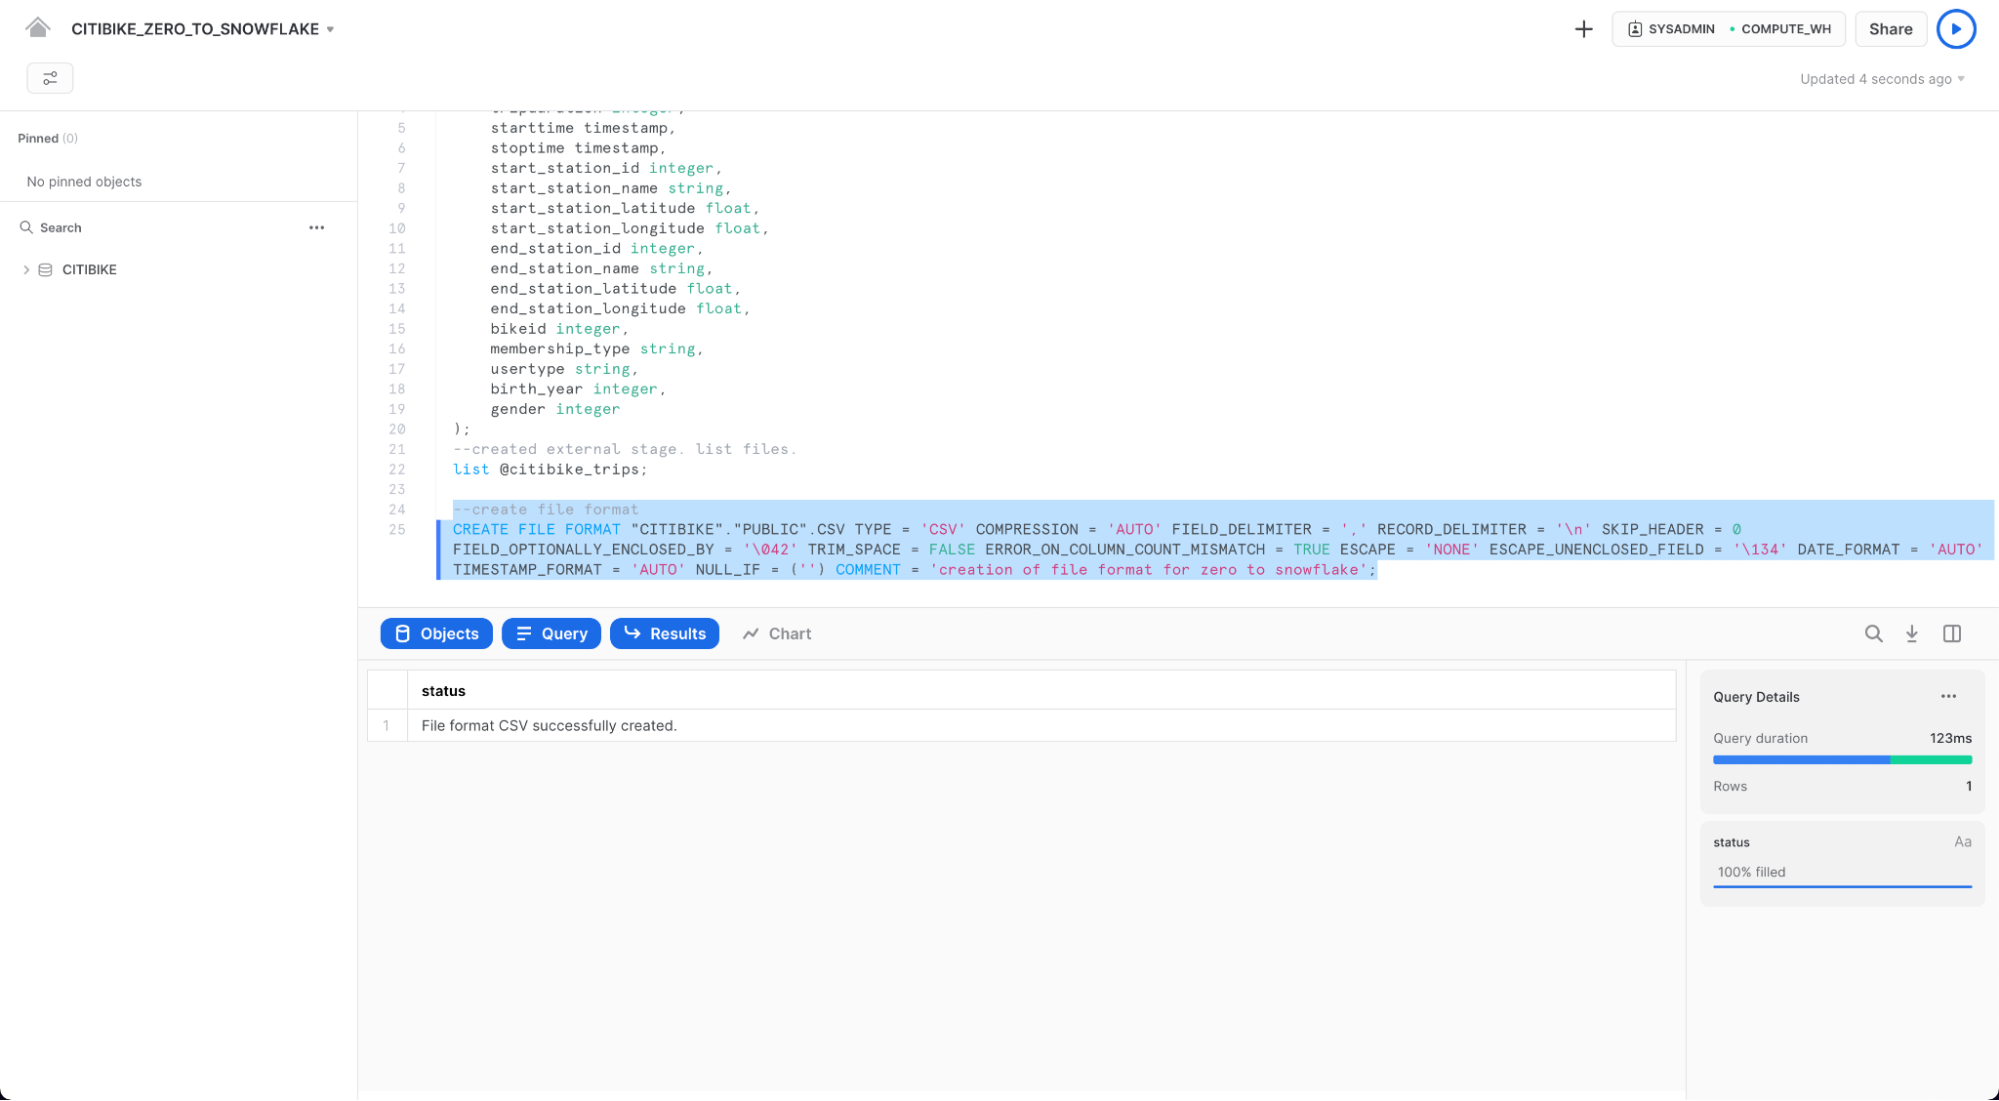 CITIBIKE_ZERO_TO_SNOWFLAKE
SYSADMIN COMPUTE_WH
Share
Updated 4 seconds ago
Pinned (0)
No pinned objects
Search
CITIBIKE
5 starttime timestamp,
6 stoptime timestamp,
7 start_station_id integer,
8 start_station_name string,
9 start_station_latitude float,
10 start_station_longitude float,
11 end_station_id integer,
12 end_station_name string,
13 end_station_latitude float,
14 end_station_longitude float,
15 bikeid integer,
16 membership_type string,
17 usertype string,
18 birth_year integer,
19 gender integer
20 );
21 --created external stage. list files.
22 list @citibike_trips;
23
24 --create file format
25 CREATE FILE FORMAT "CITIBIKE"."PUBLIC".CSV TYPE = 'CSV' COMPRESSION = 'AUTO' FIELD_DELIMITER = ',' RECORD_DELIMITER = '\n' SKIP_HEADER = 0
FIELD_OPTIONALLY_ENCLOSED_BY = '\042' TRIM_SPACE = FALSE ERROR_ON_COLUMN_COUNT_MISMATCH = TRUE ESCAPE = 'NONE' ESCAPE_UNENCLOSED_FIELD = '\134' DATE_FORMAT = 'AUTO'
TIMESTAMP_FORMAT = 'AUTO' NULL_IF = ('') COMMENT = 'creation of file format for zero to snowflake';
Objects
Query
Results
Chart
status
1 File format CSV successfully created.
Query Details
Query duration 123ms
Rows 1
status Aa
100% filled